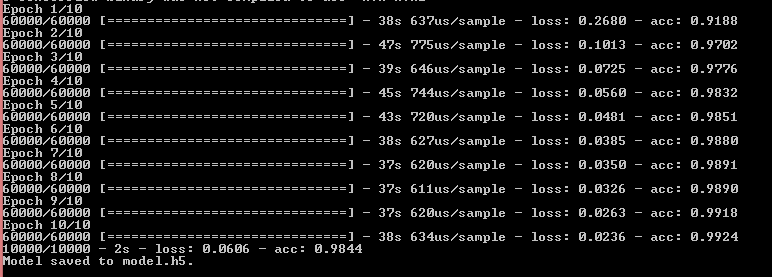 Epoch 1/10
60000/60000 [==============================] - 38s 637us/sample - loss: 0.2680 - acc: 0.9188
Epoch 2/10
60000/60000 [==============================] - 47s 775us/sample - loss: 0.1013 - acc: 0.9702
Epoch 3/10
60000/60000 [==============================] - 39s 646us/sample - loss: 0.0725 - acc: 0.9776
Epoch 4/10
60000/60000 [==============================] - 45s 744us/sample - loss: 0.0560 - acc: 0.9832
Epoch 5/10
60000/60000 [==============================] - 43s 720us/sample - loss: 0.0481 - acc: 0.9851
Epoch 6/10
60000/60000 [==============================] - 38s 627us/sample - loss: 0.0385 - acc: 0.9880
Epoch 7/10
60000/60000 [==============================] - 37s 620us/sample - loss: 0.0350 - acc: 0.9891
Epoch 8/10
60000/60000 [==============================] - 37s 611us/sample - loss: 0.0326 - acc: 0.9890
Epoch 9/10
60000/60000 [==============================] - 37s 620us/sample - loss: 0.0263 - acc: 0.9918
Epoch 10/10
60000/60000 [==============================] - 38s 634us/sample - loss: 0.0236 - acc: 0.9924
10000/10000 - 2s - loss: 0.0606 - acc: 0.9844
Model saved to model.h5.